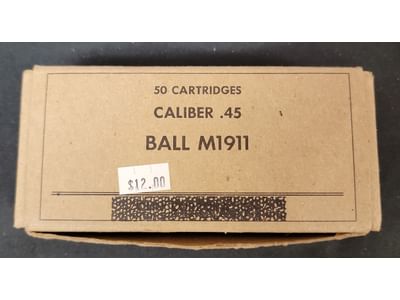 50 CARTRIDGES
CALIBER .45
BALL M1911
$12.00